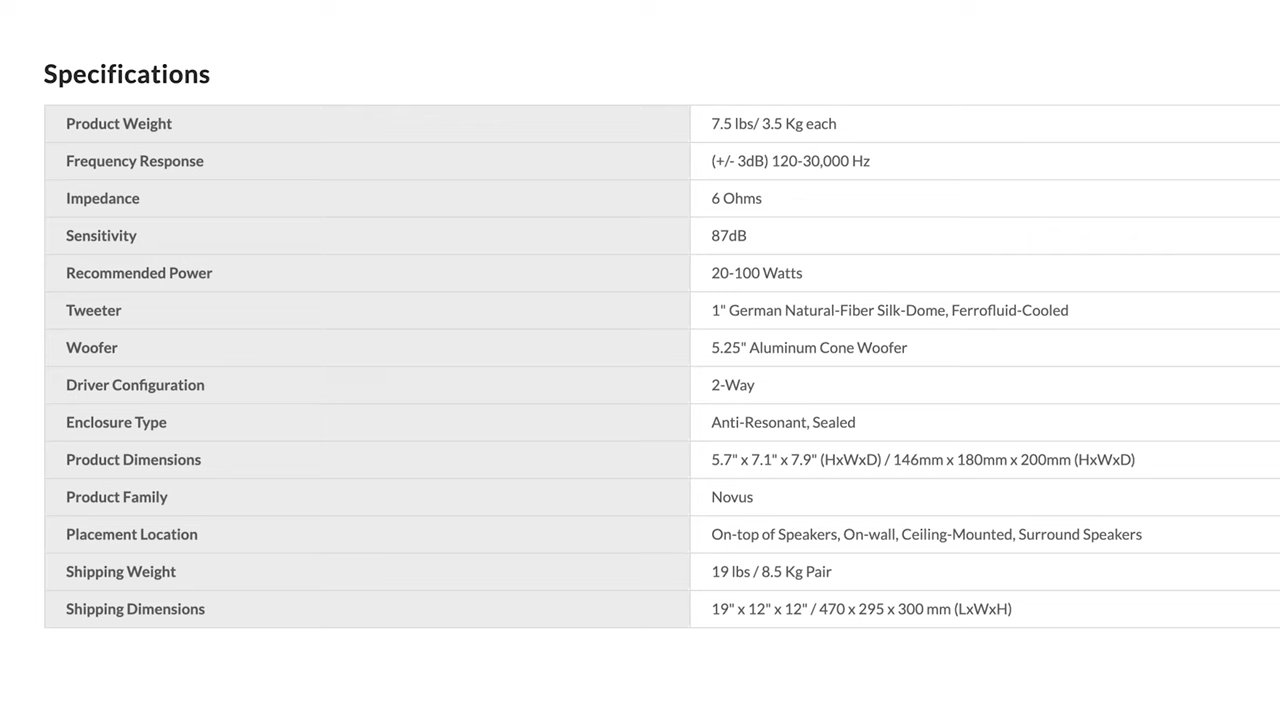 Specifications
Product Weight 7.5 lbs/ 3.5 Kg each
Frequency Response (+/- 3dB) 120-30,000 Hz
Impedance 6 Ohms
Sensitivity 87dB
Recommended Power 20-100 Watts
Tweeter 1" German Natural-Fiber Silk-Dome, Ferrofluid-Cooled
Woofer 5.25" Aluminum Cone Woofer
Driver Configuration 2-Way
Enclosure Type Anti-Resonant, Sealed
Product Dimensions 5.7" x 7.1" x 7.9" (HxWxD) / 146mm x 180mm x 200mm (HxWxD)
Product Family Novus
Placement Location On-top of Speakers, On-wall, Ceiling-Mounted, Surround Speakers
Shipping Weight 19 lbs / 8.5 Kg Pair
Shipping Dimensions 19" x 12" x 12" / 470 x 295 x 300 mm (LxWxH)